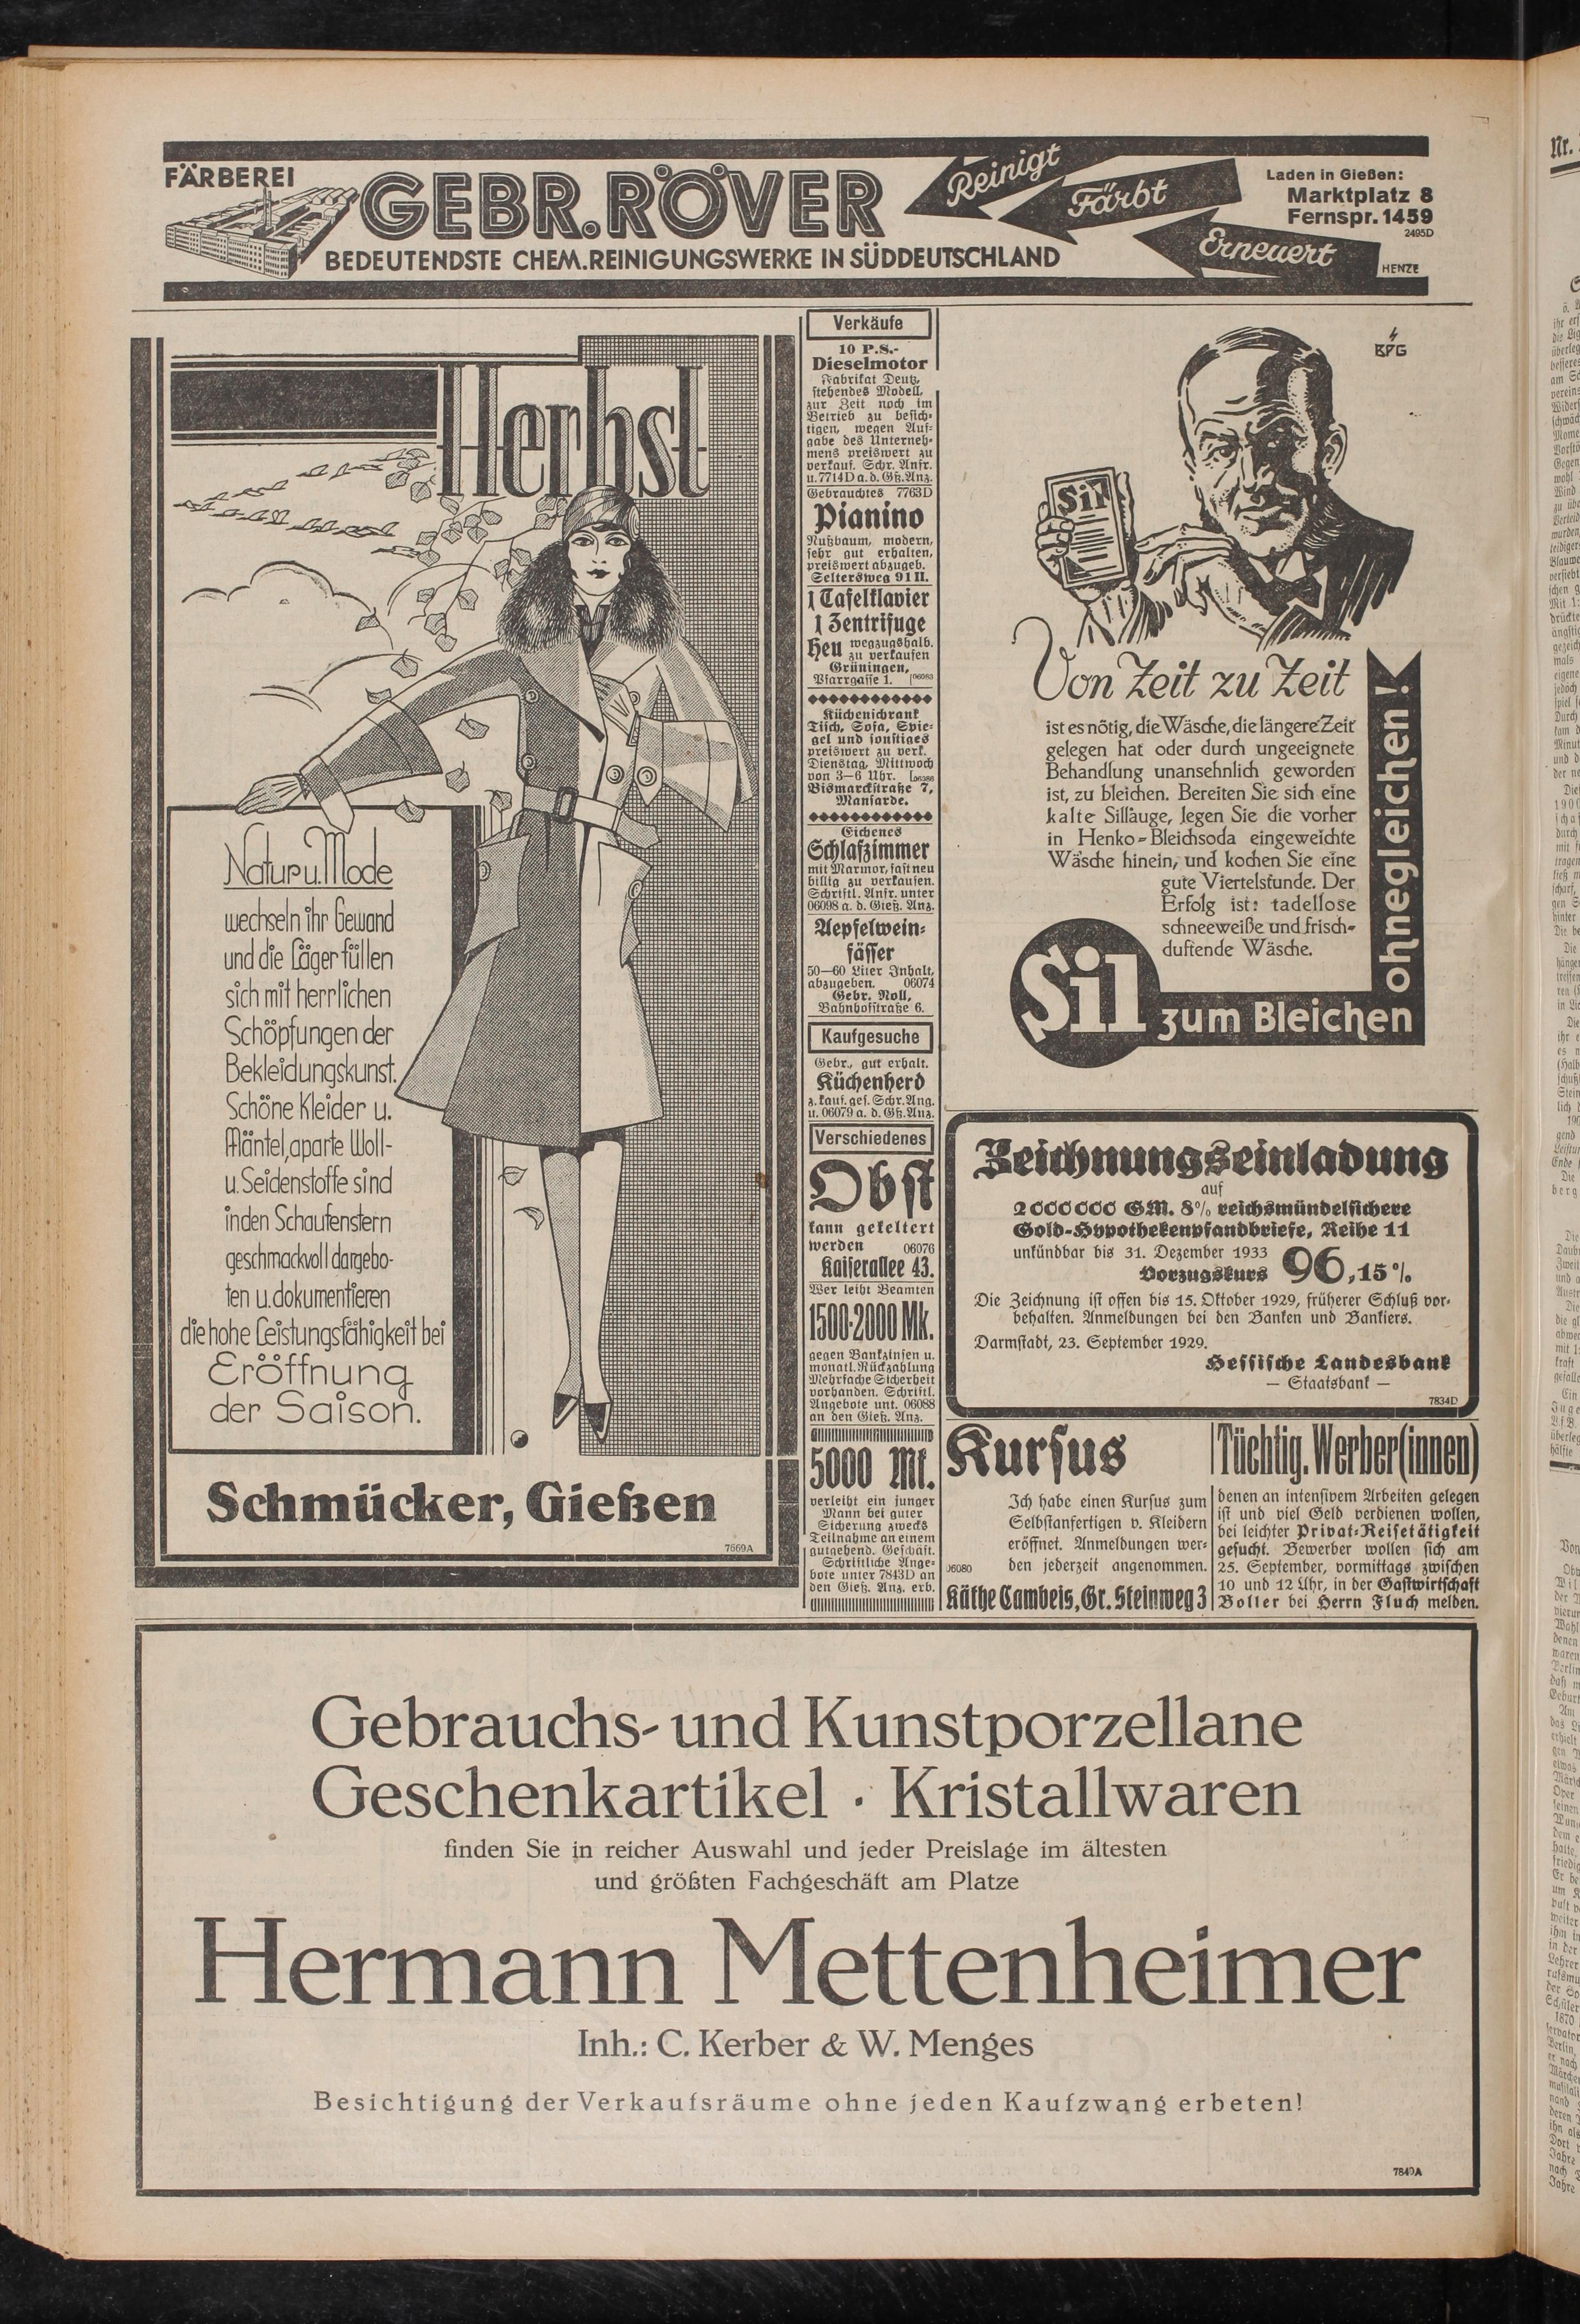 FÄRBEREI
GEBR. RÖVER
BEDEUTENDSTE CHEM. REINIGUNGSWERKE IN SÜDDEUTSCHLAND
Reinigt
Färbt
Erneuert
Laden in Gießen:
Marktplatz 8
Fernspr. 1459
2495D
HENZE
Herbst
Natur u. Mode
wechseln ihr Gewand
und die Läger füllen
sich mit herrlichen
Schöpfungen der
Bekleidungskunst.
Schöne Kleider u.
Mäntel, aparte Woll-
u. Seidenstoffe sind
in den Schaufenstern
geschmackvoll dargebo-
ten u. dokumentieren
die hohe Leistungsfähigkeit bei
Eröffnung
der Saison.
Schmücker, Gießen
7669A
Verkäufe
10 P.S.-
Dieselmotor
Fabrikat Deutz,
stehendes Modell,
zur Zeit noch im
Betrieb zu besich-
tigen, wegen Auf-
gabe des Unterneh-
mens preiswert zu
verkauf. Schr. Anfr.
u. 7714D a. d. Gß. Anz.
Gebrauchtes 7763D
Pianino
Nußbaum, modern,
sehr gut erhalten,
preiswert abzugeb.
Seltersweg 91 II.
1 Tafelklavier
1 Zentrifuge
Heu wegzugshalb.
zu verkaufen
Grüningen,
Pfarrgasse 1. [06083
Küchenschrank
Tisch, Sofa, Spie-
gel und sonstiges
preiswert zu verk.
Dienstag, Mittwoch
von 3—6 Uhr. [06086
Bismarckstraße 7,
Mansarde.
Eichenes
Schlafzimmer
mit Marmor, fast neu
billig zu verkaufen.
Schriftl. Anfr. unter
06098 a. d. Gieß. Anz.
Aepfelwein-
fässer
50—60 Liter Inhalt,
abzugeben. 06074
Gebr. Noll,
Bahnhofstraße 6.
Kaufgesuche
Gebr., gut erhalt.
Küchenherd
z. kauf. ges. Schr. Ang.
u. 06079 a. d. Gß. Anz.
Verschiedenes
Obst
kann gekeltert
werden 06076
Kaiserallee 43.
Wer leiht Beamten
1500-2000 Mk.
gegen Bankzinsen u.
monatl. Rückzahlung
Mehrfache Sicherheit
vorhanden. Schriftl.
Angebote unt. 06088
an den Gieß. Anz.
5000 Mk.
verleiht ein junger
Mann bei guter
Sicherung zwecks
Teilnahme an einem
gutgehend. Geschäft.
Schriftliche Ange-
bote unter 7843D an
den Gieß. Anz. erb.
BPG
Sil
Von Zeit zu Zeit
ist es nötig, die Wäsche, die längere Zeit
gelegen hat oder durch ungeeignete
Behandlung unansehnlich geworden
ist, zu bleichen. Bereiten Sie sich eine
kalte Sillauge, legen Sie die vorher
in Henko-Bleichsoda eingeweichte
Wäsche hinein, und kochen Sie eine
gute Viertelstunde. Der
Erfolg ist: tadellose
schneeweiße und frisch-
duftende Wäsche.
Sil zum Bleichen
ohnegleichen!
Zeichnungseinladung
auf
2 000 000 GM. 8% reichsmündelsichere
Gold-Hypothekenpfandbriefe, Reihe 11
unkündbar bis 31. Dezember 1933
Vorzugskurs 96,15%
Die Zeichnung ist offen bis 15. Oktober 1929, früherer Schluß vor-
behalten. Anmeldungen bei den Banken und Bankiers.
Darmstadt, 23. September 1929.
Hessische Landesbank
— Staatsbank —
7834D
Kursus
Ich habe einen Kursus zum
Selbstanfertigen v. Kleidern
eröffnet. Anmeldungen wer-
06080 den jederzeit angenommen.
Käthe Lambeis, Gr. Steinweg 3
Tüchtig. Werber(innen)
denen an intensivem Arbeiten gelegen
ist und viel Geld verdienen wollen,
bei leichter Privat-Reisetätigkeit
gesucht. Bewerber wollen sich am
25. September, vormittags zwischen
10 und 12 Uhr, in der Gastwirtschaft
Boller bei Herrn Fluch melden.
Gebrauchs- und Kunstporzellane
Geschenkartikel · Kristallwaren
finden Sie in reicher Auswahl und jeder Preislage im ältesten
und größten Fachgeschäft am Platze
Hermann Mettenheimer
Inh.: C. Kerber & W. Menges
Besichtigung der Verkaufsräume ohne jeden Kaufzwang erbeten!
7840A